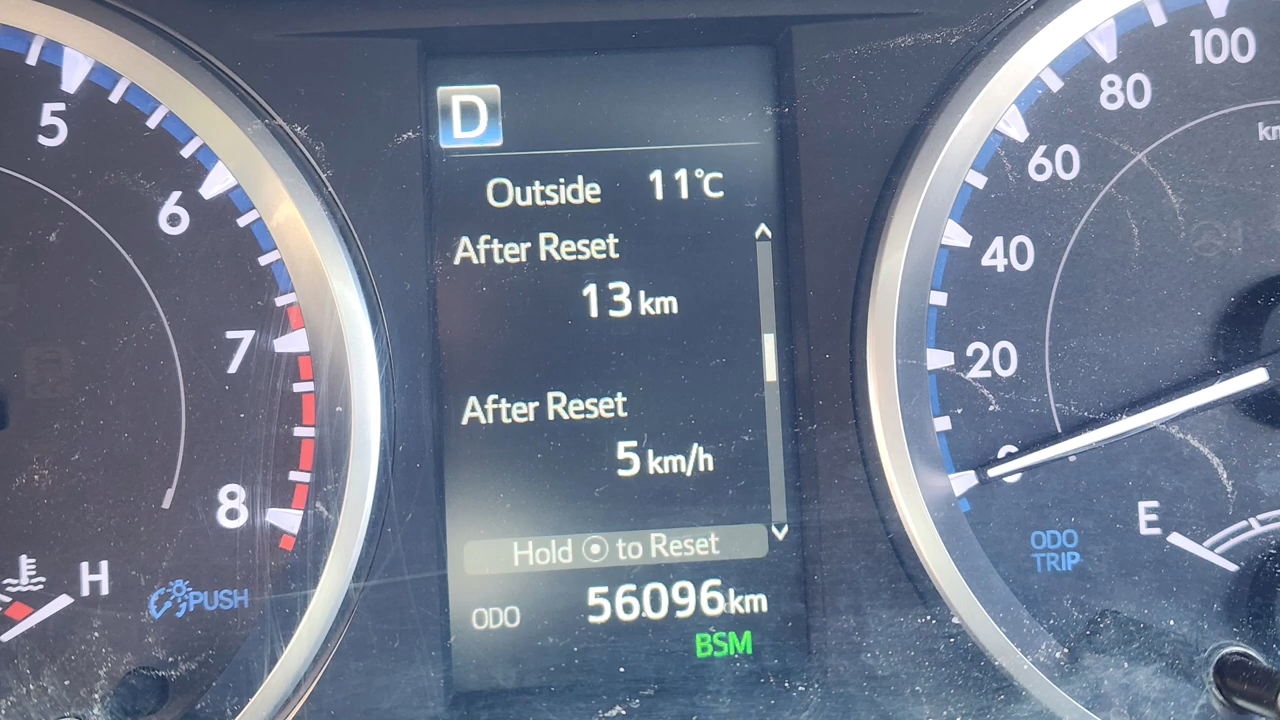 D
Outside 11°C
After Reset
13 km
After Reset
5 km/h
Hold to Reset
ODO 56096 km
BSM
5
6
7
8
H
PUSH
100
80
60
40
20
0
ODO
TRIP
E